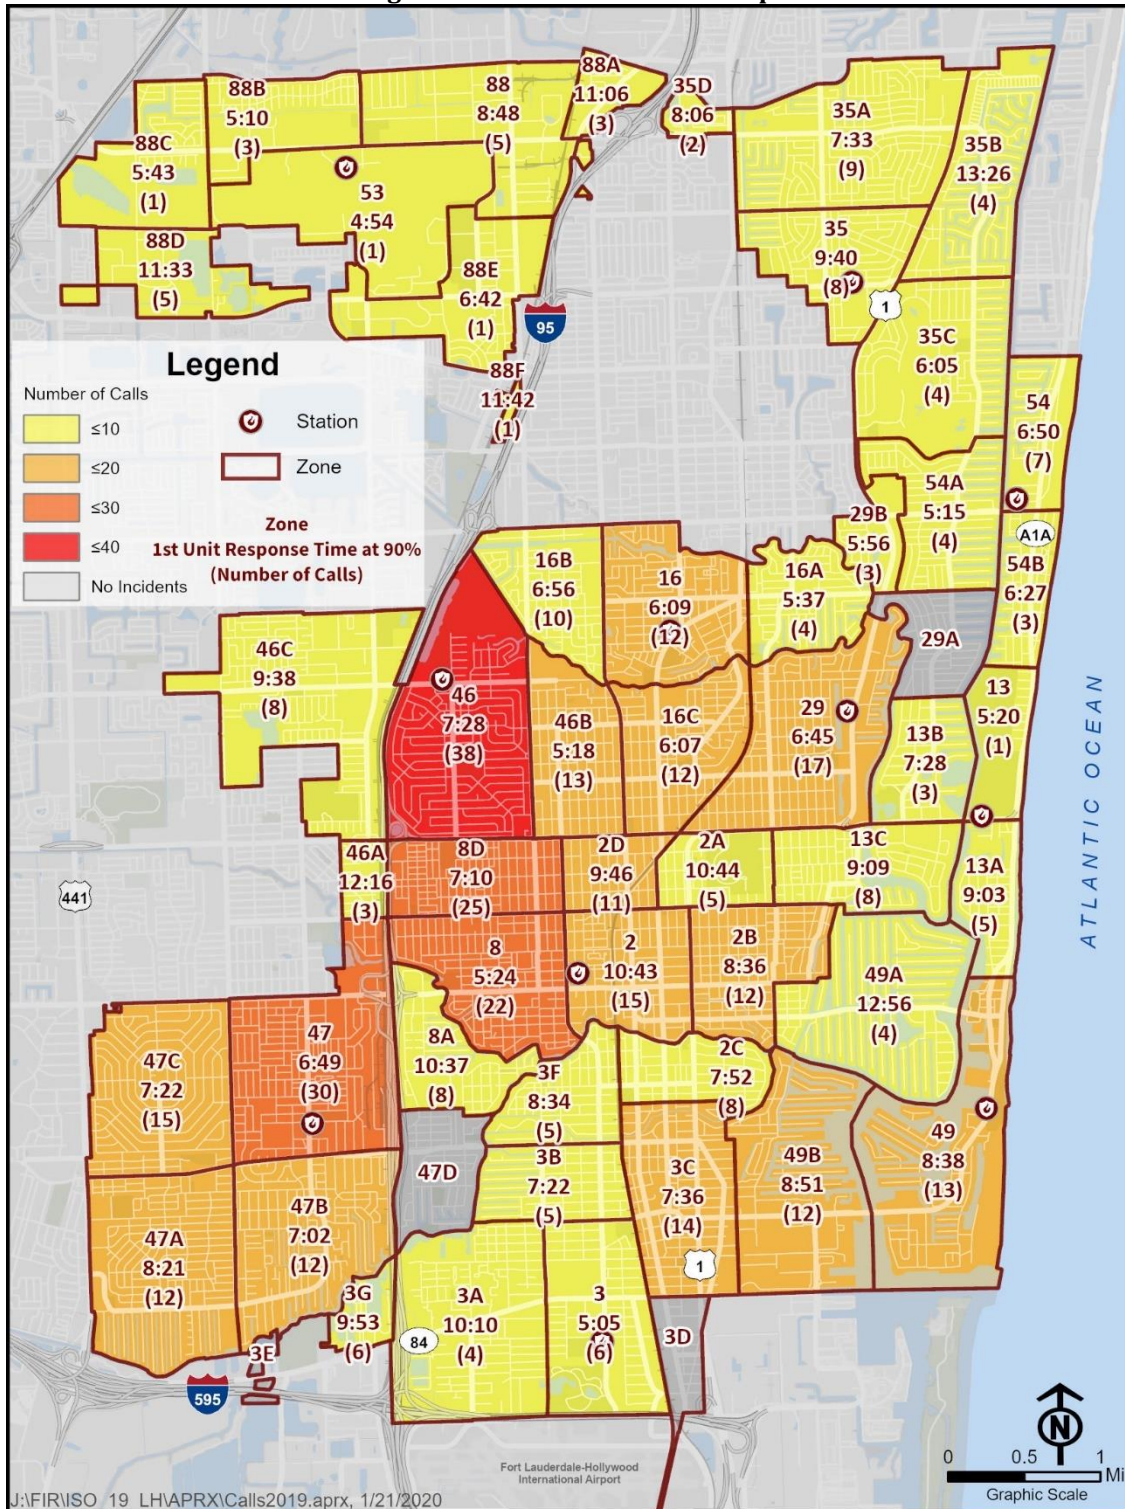 88A
11:06
(3)
88B
5:10
(3)
88
8:48
(5)
35D
8:06
(2)
35A
7:33
(9)
35B
13:26
(4)
88C
5:43
(1)
53
4:54
(1)
35
9:40
(8)
88D
11:33
(5)
88E
6:42
(1)
1
95
35C
6:05
(4)
Legend
Number of Calls
≤10
≤20
≤30
≤40
No Incidents
Station
Zone
Zone
1st Unit Response Time at 90%
(Number of Calls)
88F
11:42
(1)
54
6:50
(7)
54A
5:15
(4)
29B
5:56
(3)
A1A
54B
6:27
(3)
16B
6:56
(10)
16
6:09
(12)
16A
5:37
(4)
29A
46C
9:38
(8)
46
7:28
(38)
46B
5:18
(13)
16C
6:07
(12)
29
6:45
(17)
13B
7:28
(3)
13
5:20
(1)
ATLANTIC OCEAN
46A
12:16
(3)
8D
7:10
(25)
2D
9:46
(11)
2A
10:44
(5)
13C
9:09
(8)
13A
9:03
(5)
441
8
5:24
(22)
2
10:43
(15)
2B
8:36
(12)
49A
12:56
(4)
47C
7:22
(15)
47
6:49
(30)
8A
10:37
(8)
3F
8:34
(5)
2C
7:52
(8)
49
8:38
(13)
47D
3B
7:22
(5)
3C
7:36
(14)
49B
8:51
(12)
47A
8:21
(12)
47B
7:02
(12)
1
3G
9:53
(6)
3A
10:10
(4)
3
5:05
(6)
3D
3E
84
595
N
0 0.5 1
Mi
Graphic Scale
Fort Lauderdale-Hollywood
International Airport
J:\FIR\ISO_19_LH\APRX\Calls2019.aprx, 1/21/2020